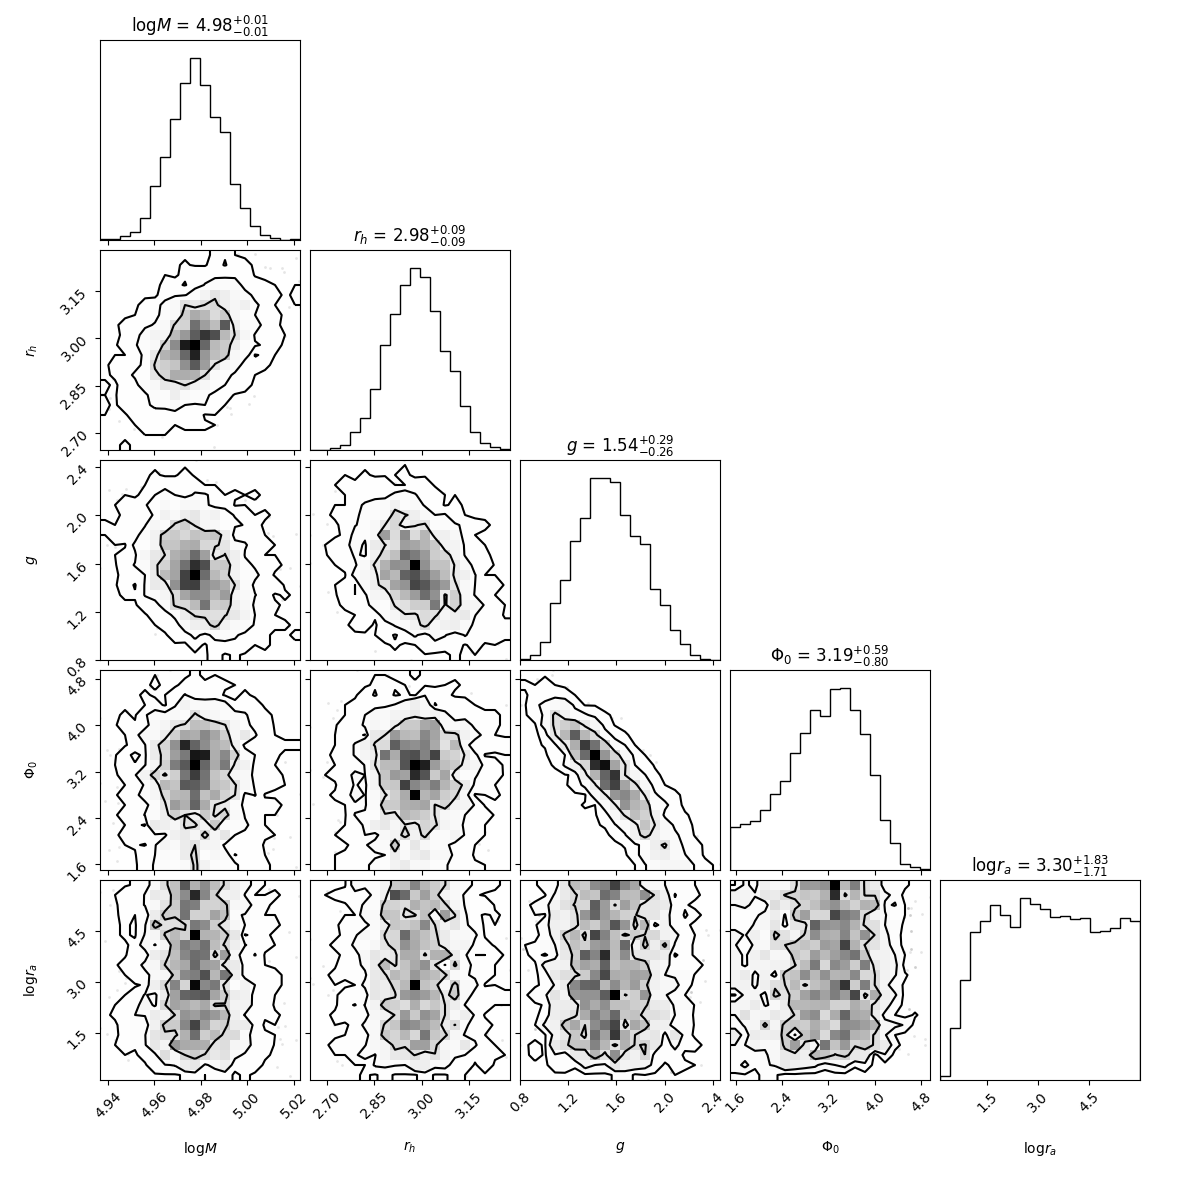 logM = 4.98^{+0.01}_{-0.01}
r_h = 2.98^{+0.09}_{-0.09}
3.15
3.00
2.85
2.70
r_h
g = 1.54^{+0.29}_{-0.26}
2.4
2.0
1.6
1.2
0.8
g
Φ_0 = 3.19^{+0.59}_{-0.80}
4.8
4.0
3.2
2.4
1.6
Φ_0
logr_a = 3.30^{+1.83}_{-1.71}
4.5
3.0
1.5
logr_a
4.94 4.96 4.98 5.00 5.02 2.70 2.85 3.00 3.15 0.8 1.2 1.6 2.0 2.4 1.6 2.4 3.2 4.0 4.8 1.5 3.0 4.5
logM r_h g Φ_0 logr_a